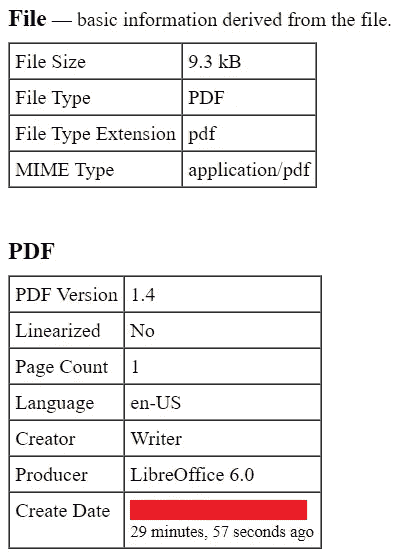 File — basic information derived from the file.
File Size 9.3 kB
File Type PDF
File Type Extension pdf
MIME Type application/pdf
PDF
PDF Version 1.4
Linearized No
Page Count 1
Language en-US
Creator Writer
Producer LibreOffice 6.0
Create Date
29 minutes, 57 seconds ago